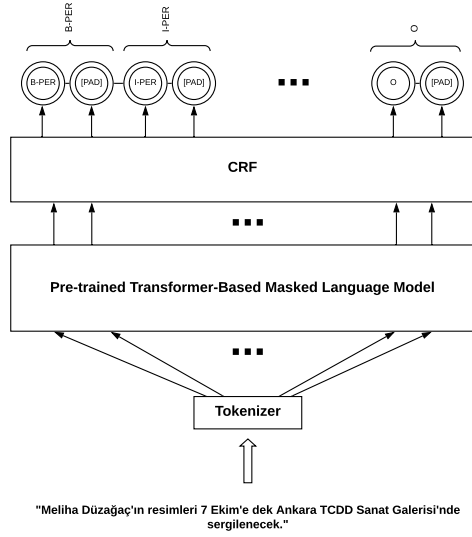 B-PER I-PER O
B-PER [PAD] I-PER [PAD] O [PAD]
CRF
Pre-trained Transformer-Based Masked Language Model
Tokenizer
"Meliha Düzağaç'ın resimleri 7 Ekim'e dek Ankara TCDD Sanat Galerisi'nde
sergilenecek."